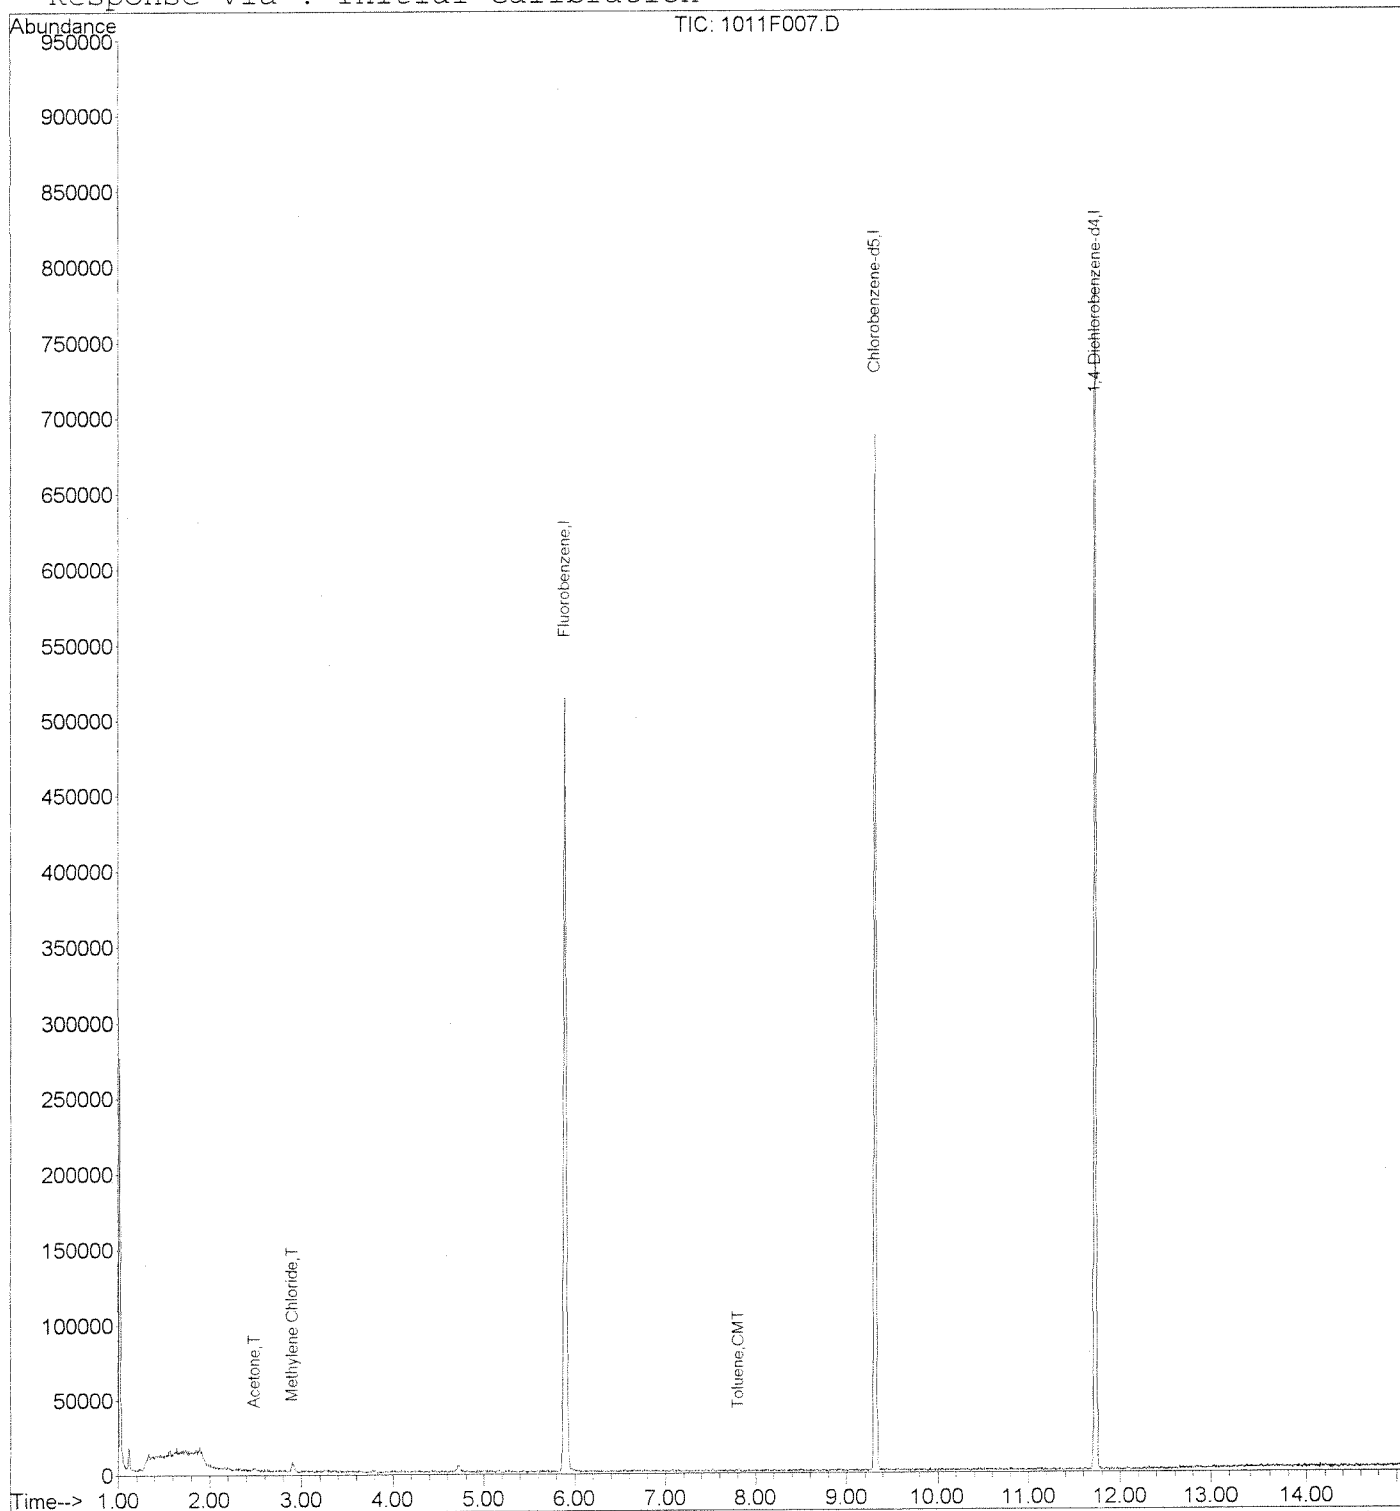 Response via : Initial Calibration
Abundance
TIC: 1011F007.D
950000
900000
850000
800000
750000
700000
650000
600000
550000
500000
450000
400000
350000
300000
250000
200000
150000
100000
50000
0
Acetone,T
Methylene Chloride,T
Fluorobenzene,I
Toluene,CMT
Chlorobenzene-d5,I
1,4-Dichlorobenzene-d4,I
Time--> 1.00 2.00 3.00 4.00 5.00 6.00 7.00 8.00 9.00 10.00 11.00 12.00 13.00 14.00